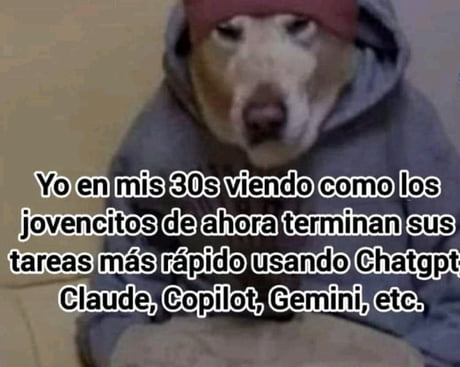 Yo en mis 30s viendo como los
jovencitos de ahora terminan sus
tareas más rápido usando Chatgpt,
Claude, Copilot, Gemini, etc.